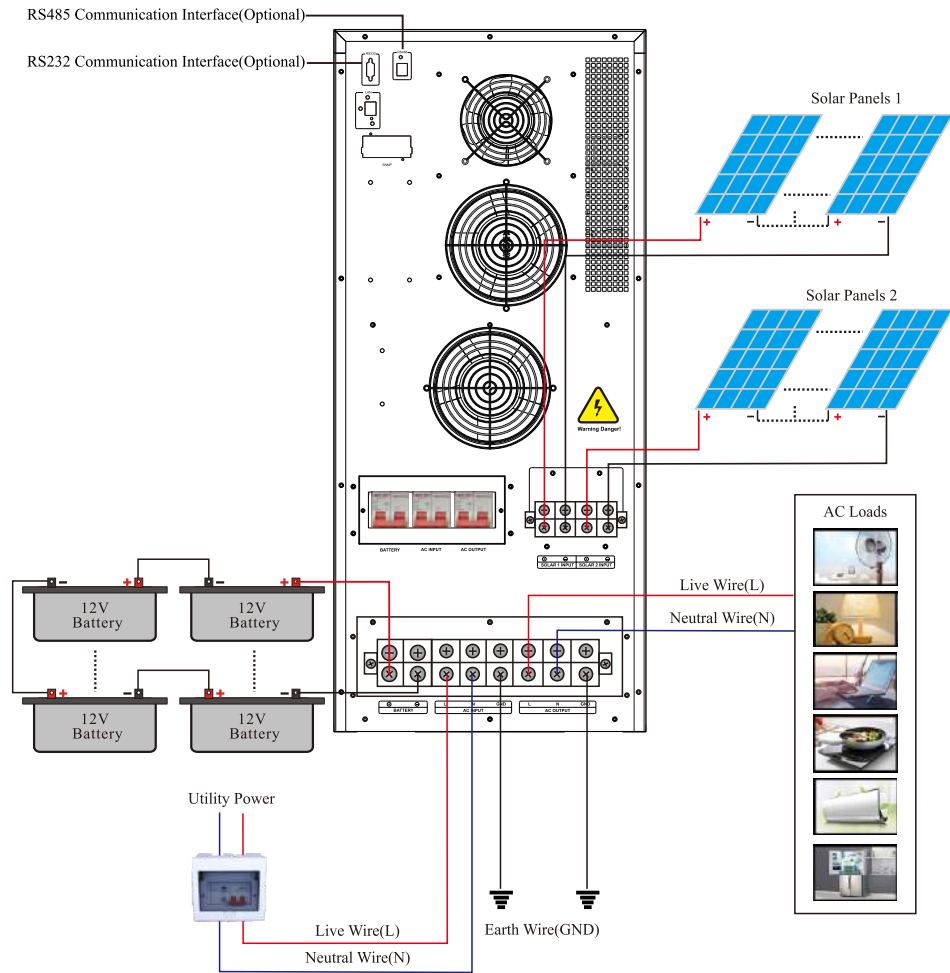 RS485 Communication Interface(Optional)
RS232 Communication Interface(Optional)
RS232
Solar Panels 1
+
−
+
−
Solar Panels 2
+
−
+
−
Warning Danger!
BATTERY
AC INPUT
AC OUTPUT
SOLAR 1 INPUT
SOLAR 2 INPUT
AC Loads
Live Wire(L)
Neutral Wire(N)
−
+
−
+
12V
Battery
12V
Battery
+
−
+
−
12V
Battery
12V
Battery
L
N
GND
L
N
GND
BATTERY
AC INPUT
AC OUTPUT
Utility Power
Live Wire(L)
Neutral Wire(N)
Earth Wire(GND)